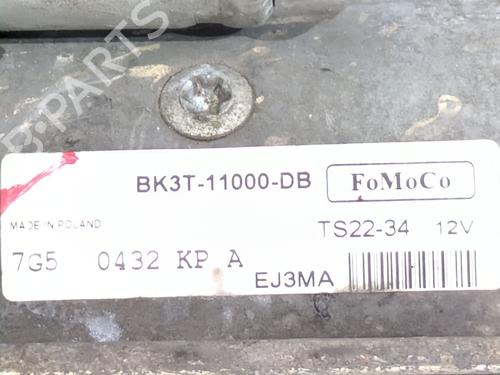 B-PARTS
BK3T-11000-DB FoMoCo
MADE IN POLAND TS22-34 12V
7G5 0432 KP A EJ3MA